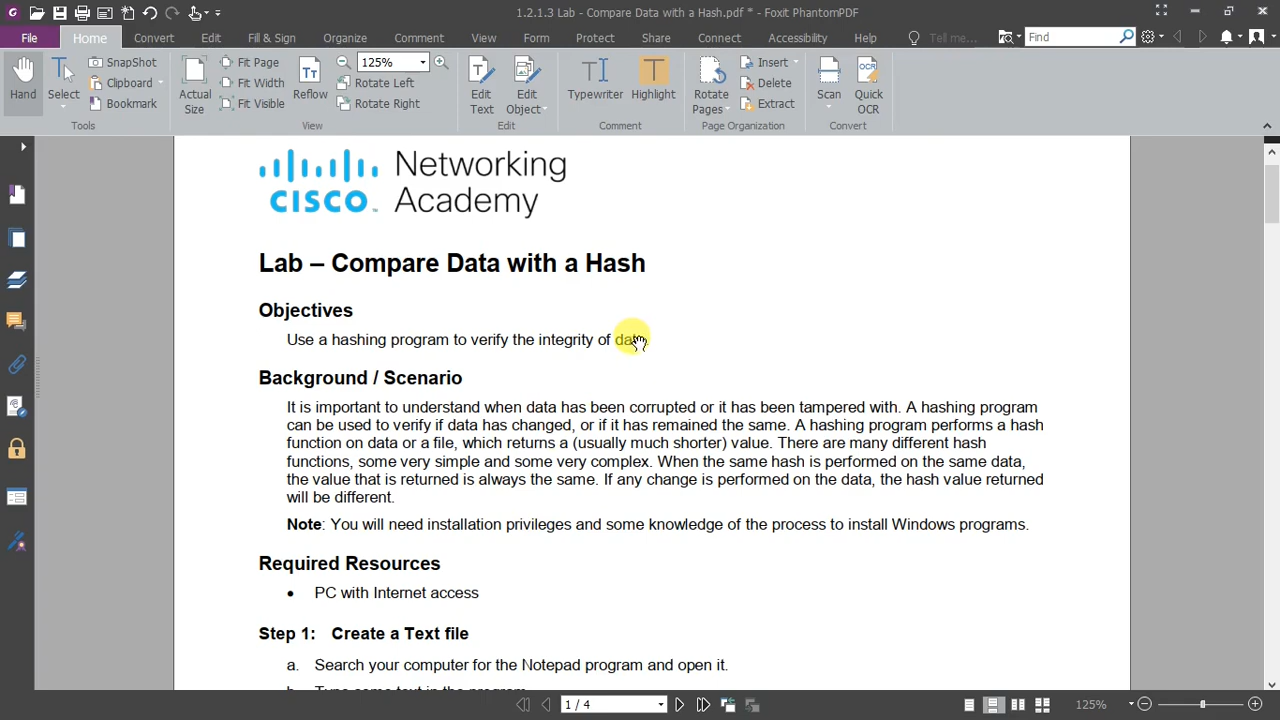 1.2.1.3 Lab - Compare Data with a Hash.pdf * - Foxit PhantomPDF
File Home Convert Edit Fill & Sign Organize Comment View Form Protect Share Connect Accessibility Help Tell me... Find
Hand
Select
SnapShot
Clipboard
Bookmark
Tools
Actual Size
Fit Page
Fit Width
Fit Visible
Reflow
125%
Rotate Left
Rotate Right
View
Edit Text
Edit Object
Edit
Typewriter
Highlight
Comment
Rotate Pages
Insert
Delete
Extract
Page Organization
Scan
OCR
Quick OCR
Convert
CISCO™
Networking
Academy
Lab – Compare Data with a Hash
Objectives
Use a hashing program to verify the integrity of
Background / Scenario
It is important to understand when data has been corrupted or it has been tampered with. A hashing program
can be used to verify if data has changed, or if it has remained the same. A hashing program performs a hash
function on data or a file, which returns a (usually much shorter) value. There are many different hash
functions, some very simple and some very complex. When the same hash is performed on the same data,
the value that is returned is always the same. If any change is performed on the data, the hash value returned
will be different.
Note: You will need installation privileges and some knowledge of the process to install Windows programs.
Required Resources
• PC with Internet access
Step 1: Create a Text file
a. Search your computer for the Notepad program and open it.
1 / 4
125%